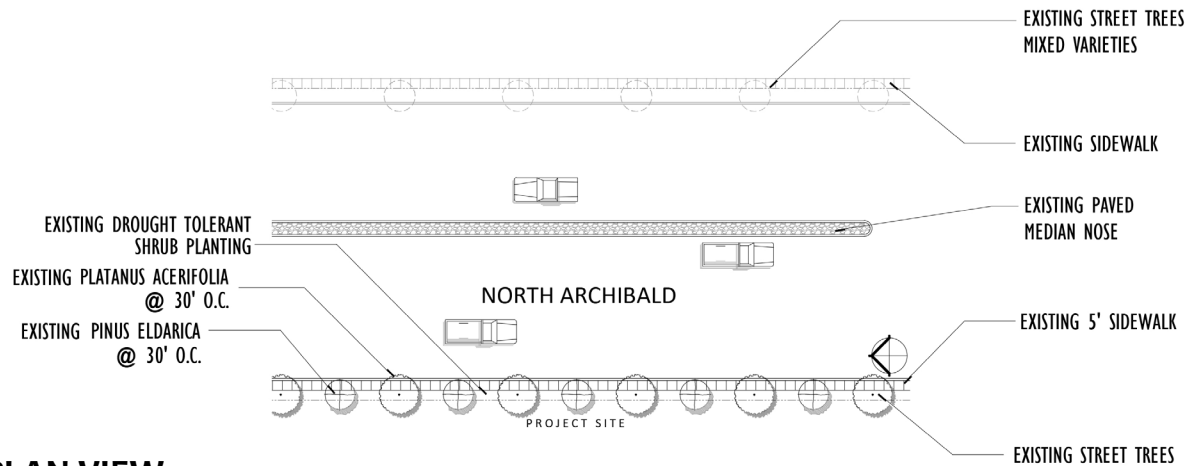 EXISTING STREET TREES
MIXED VARIETIES
EXISTING SIDEWALK
EXISTING PAVED
MEDIAN NOSE
EXISTING DROUGHT TOLERANT
SHRUB PLANTING
EXISTING PLATANUS ACERIFOLIA
@ 30' O.C.
NORTH ARCHIBALD
EXISTING PINUS ELDARICA
@ 30' O.C.
EXISTING 5' SIDEWALK
PROJECT SITE
EXISTING STREET TREES